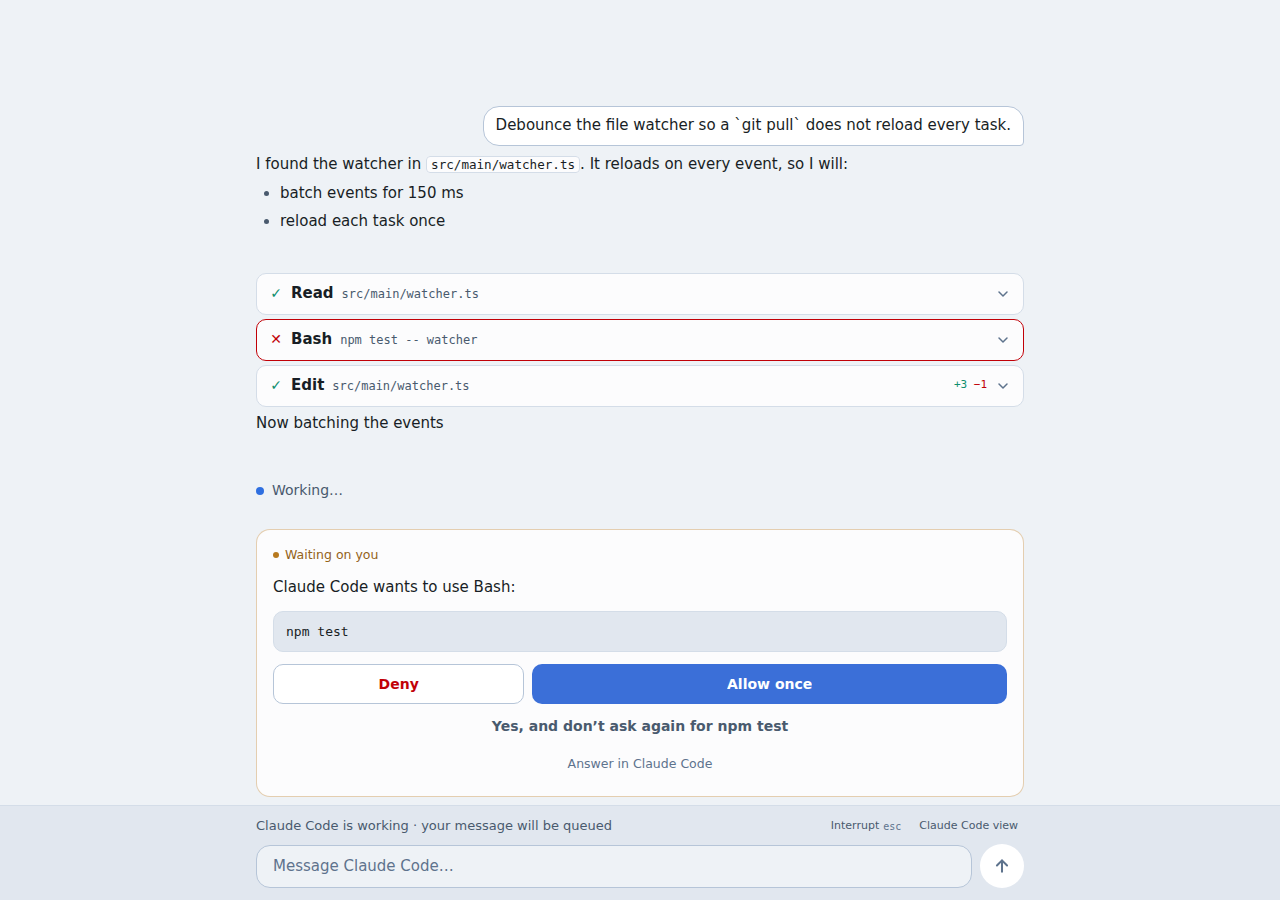 Debounce the file watcher so a `git pull` does not reload every task.
I found the watcher in src/main/watcher.ts. It reloads on every event, so I will:
batch events for 150 ms
reload each task once
✓ Read src/main/watcher.ts
✕ Bash npm test -- watcher
✓ Edit src/main/watcher.ts +3 −1
Now batching the events
Working…
Waiting on you
Claude Code wants to use Bash:
npm test
Deny Allow once
Yes, and don’t ask again for npm test
Answer in Claude Code
Claude Code is working · your message will be queued Interrupt esc Claude Code view
Message Claude Code…